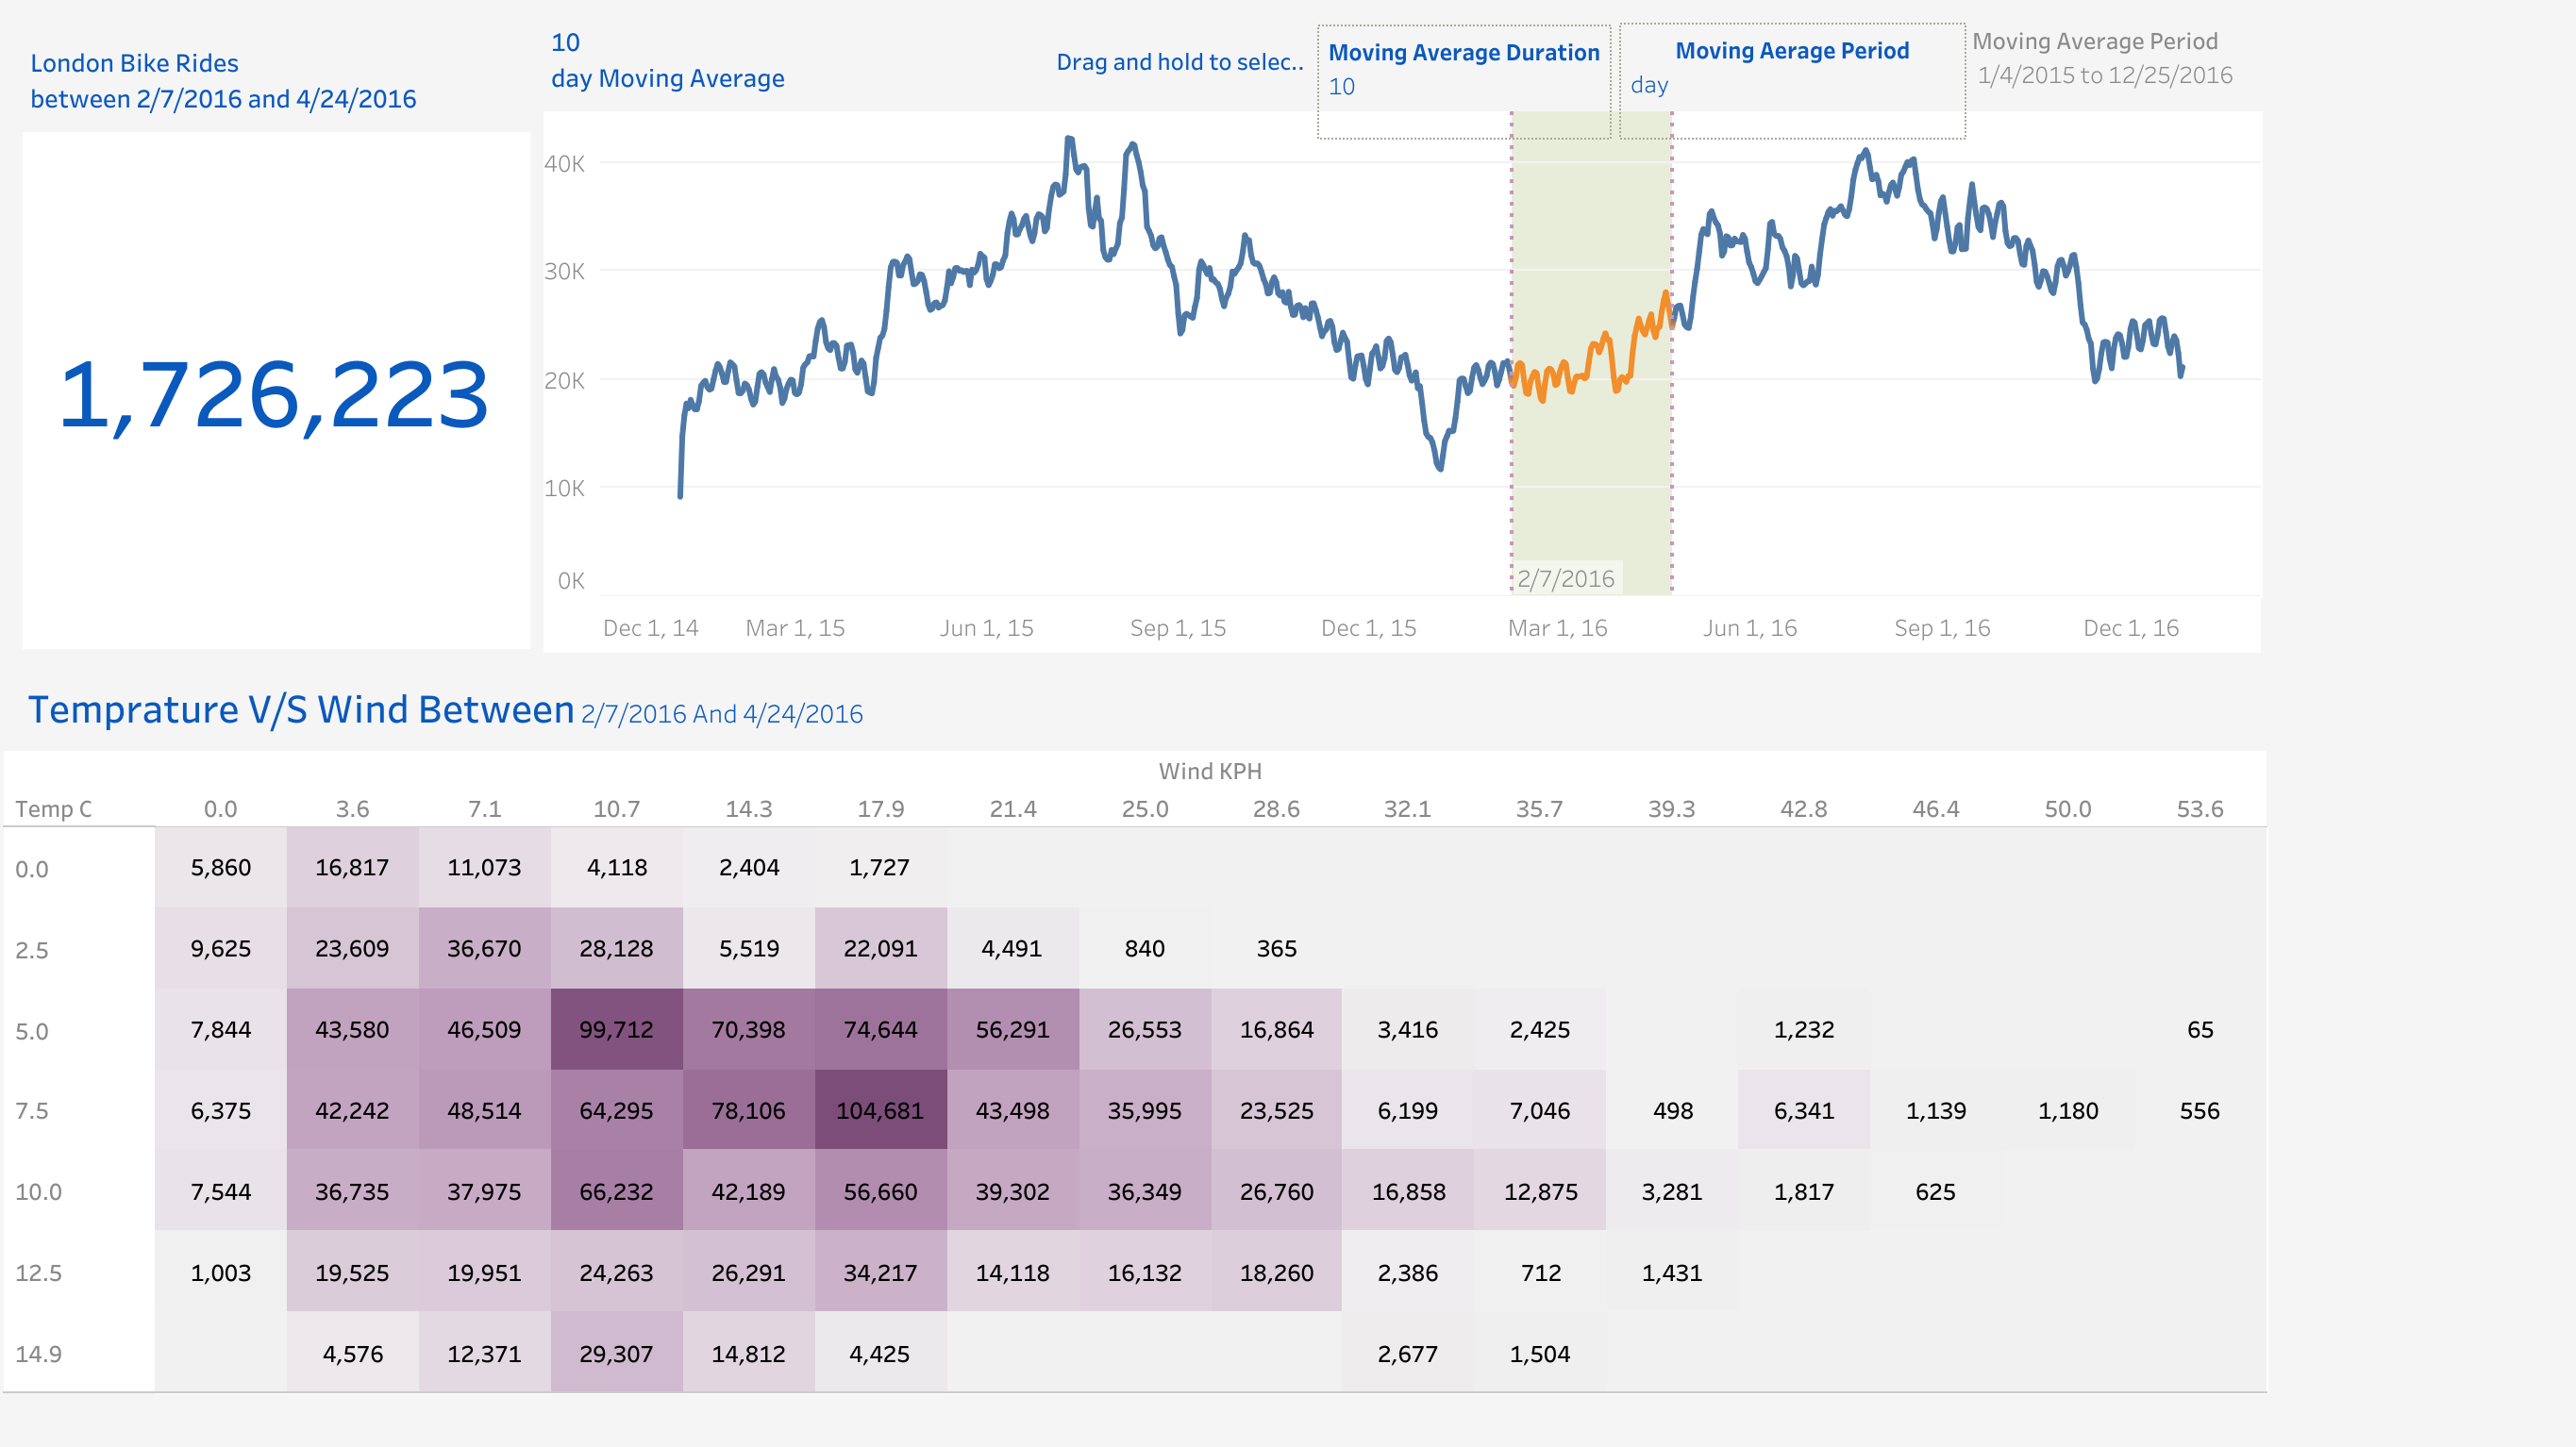 London Bike Rides
between 2/7/2016 and 4/24/2016
1,726,223
10
day Moving Average
Drag and hold to selec..
Moving Average Duration
10
Moving Aerage Period
day
Moving Average Period
1/4/2015 to 12/25/2016
40K
30K
20K
10K
0K
2/7/2016
Dec 1, 14 Mar 1, 15 Jun 1, 15 Sep 1, 15 Dec 1, 15 Mar 1, 16 Jun 1, 16 Sep 1, 16 Dec 1, 16
Temprature V/S Wind Between 2/7/2016 And 4/24/2016
Wind KPH
Temp C 0.0 3.6 7.1 10.7 14.3 17.9 21.4 25.0 28.6 32.1 35.7 39.3 42.8 46.4 50.0 53.6
0.0 5,860 16,817 11,073 4,118 2,404 1,727
2.5 9,625 23,609 36,670 28,128 5,519 22,091 4,491 840 365
5.0 7,844 43,580 46,509 99,712 70,398 74,644 56,291 26,553 16,864 3,416 2,425 1,232 65
7.5 6,375 42,242 48,514 64,295 78,106 104,681 43,498 35,995 23,525 6,199 7,046 498 6,341 1,139 1,180 556
10.0 7,544 36,735 37,975 66,232 42,189 56,660 39,302 36,349 26,760 16,858 12,875 3,281 1,817 625
12.5 1,003 19,525 19,951 24,263 26,291 34,217 14,118 16,132 18,260 2,386 712 1,431
14.9 4,576 12,371 29,307 14,812 4,425 2,677 1,504